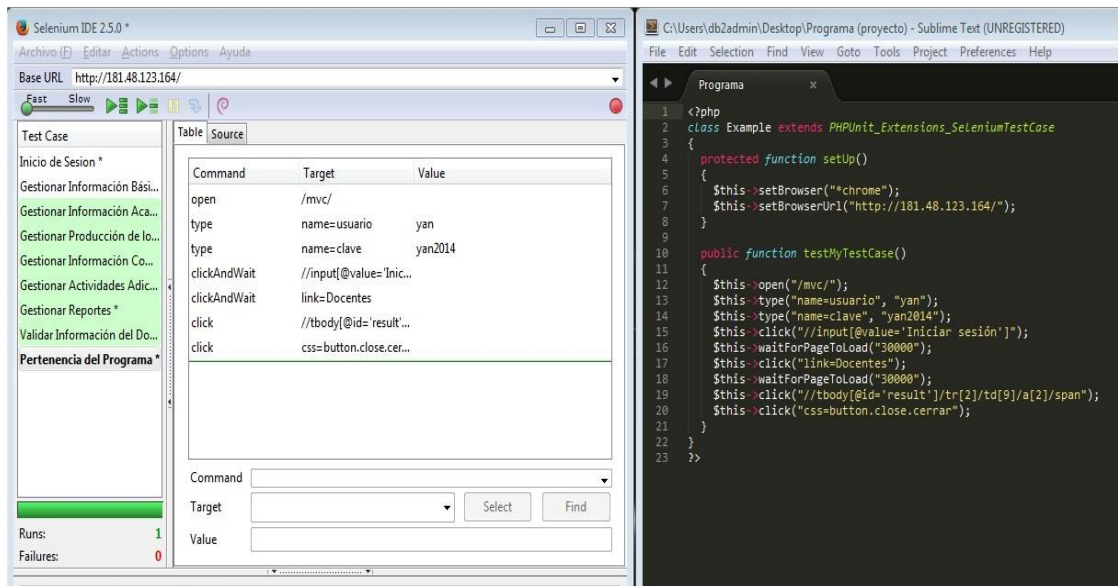 Selenium IDE 2.5.0 *
Archivo (F) Editar Actions Options Ayuda
Base URL http://181.48.123.164/
Fast Slow
Test Case
Inicio de Sesion *
Gestionar Información Bási...
Gestionar Información Aca...
Gestionar Producción de lo...
Gestionar Información Co...
Gestionar Actividades Adic...
Gestionar Reportes *
Validar Información del Do...
Pertenencia del Programa *
Runs: 1
Failures: 0
Table Source
Command Target Value
open /mvc/
type name=usuario yan
type name=clave yan2014
clickAndWait //input[@value='Inic...
clickAndWait link=Docentes
click //tbody[@id='result'...
click css=button.close.cer...
Command
Target Select Find
Value
C:\Users\db2admin\Desktop\Programa (proyecto) - Sublime Text (UNREGISTERED)
File Edit Selection Find View Goto Tools Project Preferences Help
Programa x
1 <?php
2 class Example extends PHPUnit_Extensions_SeleniumTestCase
3 {
4 protected function setUp()
5 {
6 $this->setBrowser("*chrome");
7 $this->setBrowserUrl("http://181.48.123.164/");
8 }
9
10 public function testMyTestCase()
11 {
12 $this->open("/mvc/");
13 $this->type("name=usuario", "yan");
14 $this->type("name=clave", "yan2014");
15 $this->click("//input[@value='Iniciar sesión']");
16 $this->waitForPageToLoad("30000");
17 $this->click("link=Docentes");
18 $this->waitForPageToLoad("30000");
19 $this->click("//tbody[@id='result']/tr[2]/td[9]/a[2]/span");
20 $this->click("css=button.close.cerrar");
21 }
22 }
23 ?>